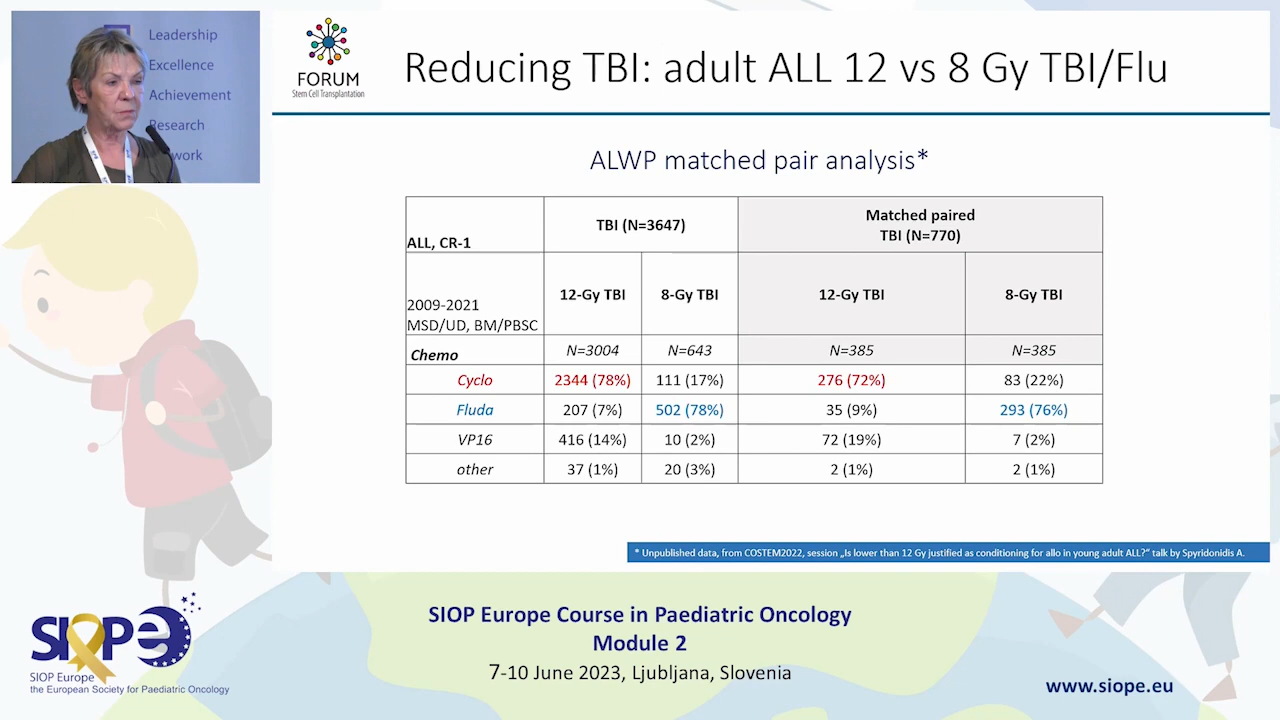 Leadership
Excellence
Achievement
Research
work
FORUM
Stem Cell Transplantation
Reducing TBI: adult ALL 12 vs 8 Gy TBI/Flu
ALWP matched pair analysis*
ALL, CR-1
TBI (N=3647)
Matched paired
TBI (N=770)
2009-2021
MSD/UD, BM/PBSC
12-Gy TBI
8-Gy TBI
12-Gy TBI
8-Gy TBI
Chemo
N=3004
N=643
N=385
N=385
Cyclo
2344 (78%)
111 (17%)
276 (72%)
83 (22%)
Fluda
207 (7%)
502 (78%)
35 (9%)
293 (76%)
VP16
416 (14%)
10 (2%)
72 (19%)
7 (2%)
other
37 (1%)
20 (3%)
2 (1%)
2 (1%)
* Unpublished data, from COSTEM2022, session „Is lower than 12 Gy justified as conditioning for allo in young adult ALL?“ talk by Spyridonidis A.
SIOP Europe Course in Paediatric Oncology
Module 2
7-10 June 2023, Ljubljana, Slovenia
SIOPe
SIOP Europe
the European Society for Paediatric Oncology
www.siope.eu